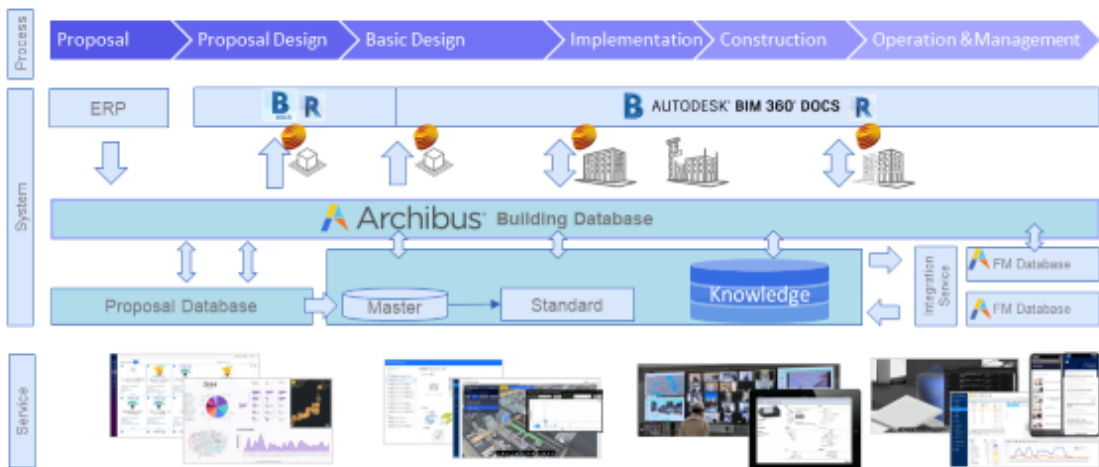 Process
Proposal
Proposal Design
Basic Design
Implementation
Construction
Operation & Management
System
ERP
B
DOCS
R
B AUTODESK® BIM 360® DOCS R
Archibus® Building Database
Proposal Database
Master
Standard
Knowledge
Integration
Service
FM Database
FM Database
Service